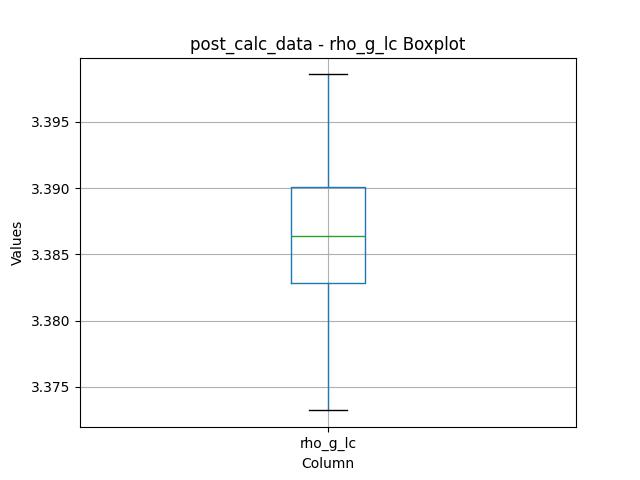 post_calc_data - rho_g_lc Boxplot
3.395
3.390
3.385
3.380
3.375
Values
rho_g_lc
Column